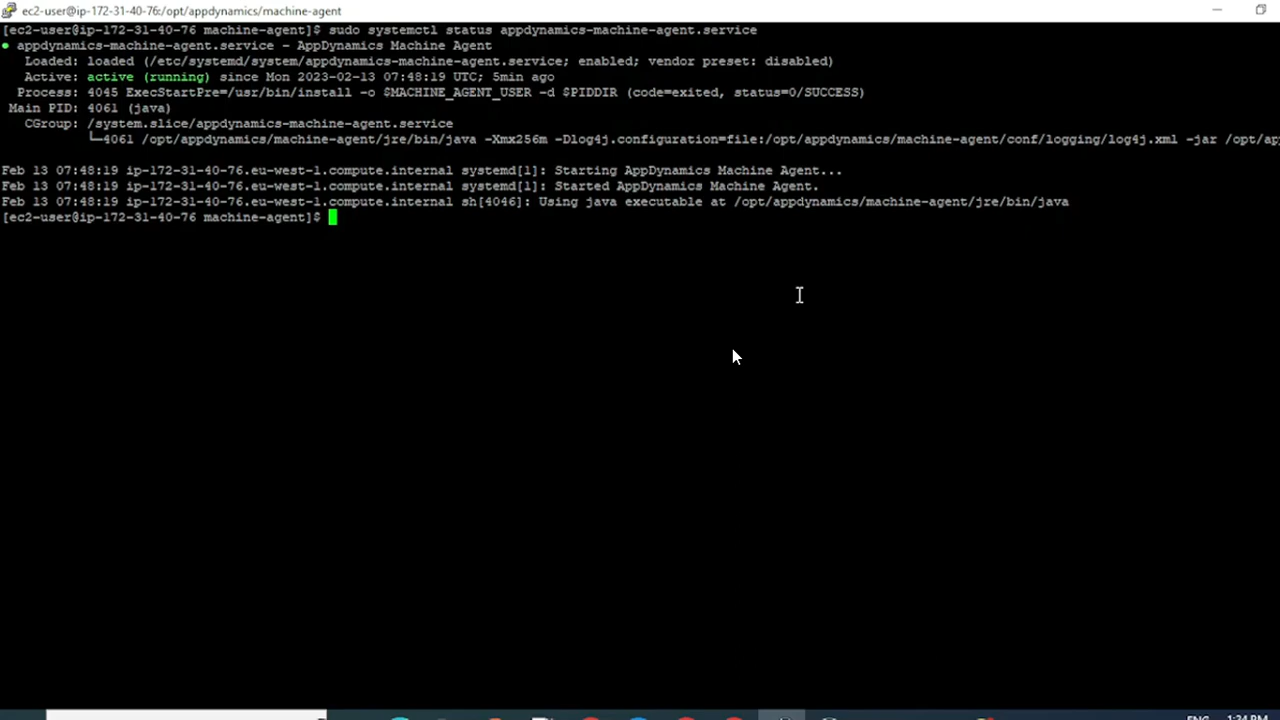 ec2-user@ip-172-31-40-76:/opt/appdynamics/machine-agent
[ec2-user@ip-172-31-40-76 machine-agent]$ sudo systemctl status appdynamics-machine-agent.service
● appdynamics-machine-agent.service - AppDynamics Machine Agent
Loaded: loaded (/etc/systemd/system/appdynamics-machine-agent.service; enabled; vendor preset: disabled)
Active: active (running) since Mon 2023-02-13 07:48:19 UTC; 5min ago
Process: 4045 ExecStartPre=/usr/bin/install -o $MACHINE_AGENT_USER -d $PIDDIR (code=exited, status=0/SUCCESS)
Main PID: 4061 (java)
CGroup: /system.slice/appdynamics-machine-agent.service
└─4061 /opt/appdynamics/machine-agent/jre/bin/java -Xmx256m -Dlog4j.configuration=file:/opt/appdynamics/machine-agent/conf/logging/log4j.xml -jar /opt/ap
Feb 13 07:48:19 ip-172-31-40-76.eu-west-1.compute.internal systemd[1]: Starting AppDynamics Machine Agent...
Feb 13 07:48:19 ip-172-31-40-76.eu-west-1.compute.internal systemd[1]: Started AppDynamics Machine Agent.
Feb 13 07:48:19 ip-172-31-40-76.eu-west-1.compute.internal sh[4046]: Using java executable at /opt/appdynamics/machine-agent/jre/bin/java
[ec2-user@ip-172-31-40-76 machine-agent]$
ENG 1:24 PM